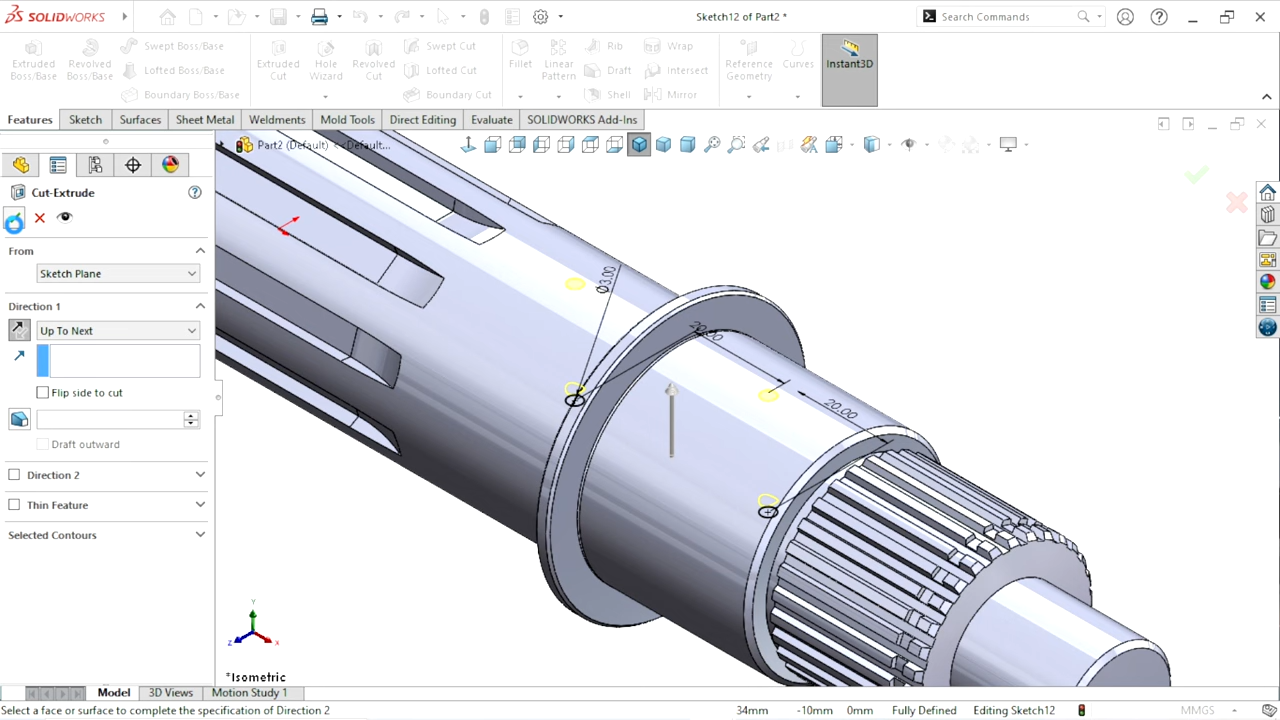 SOLIDWORKS
Sketch12 of Part2 *
Search Commands
Extruded Boss/Base
Revolved Boss/Base
Swept Boss/Base
Lofted Boss/Base
Boundary Boss/Base
Extruded Cut
Hole Wizard
Revolved Cut
Swept Cut
Lofted Cut
Boundary Cut
Fillet
Linear Pattern
Rib
Draft
Shell
Wrap
Intersect
Mirror
Reference Geometry
Curves
Instant3D
Features
Sketch
Surfaces
Sheet Metal
Weldments
Mold Tools
Direct Editing
Evaluate
SOLIDWORKS Add-Ins
Part2 (Default) <<Default...
Cut-Extrude
From
Sketch Plane
Direction 1
Up To Next
Flip side to cut
Draft outward
Direction 2
Thin Feature
Selected Contours
Ø3.00
20.00
20.00
Y
X
Z
*Isometric
Model
3D Views
Motion Study 1
Select a face or surface to complete the specification of Direction 2
34mm
-10mm
0mm
Fully Defined
Editing Sketch12
MMGS